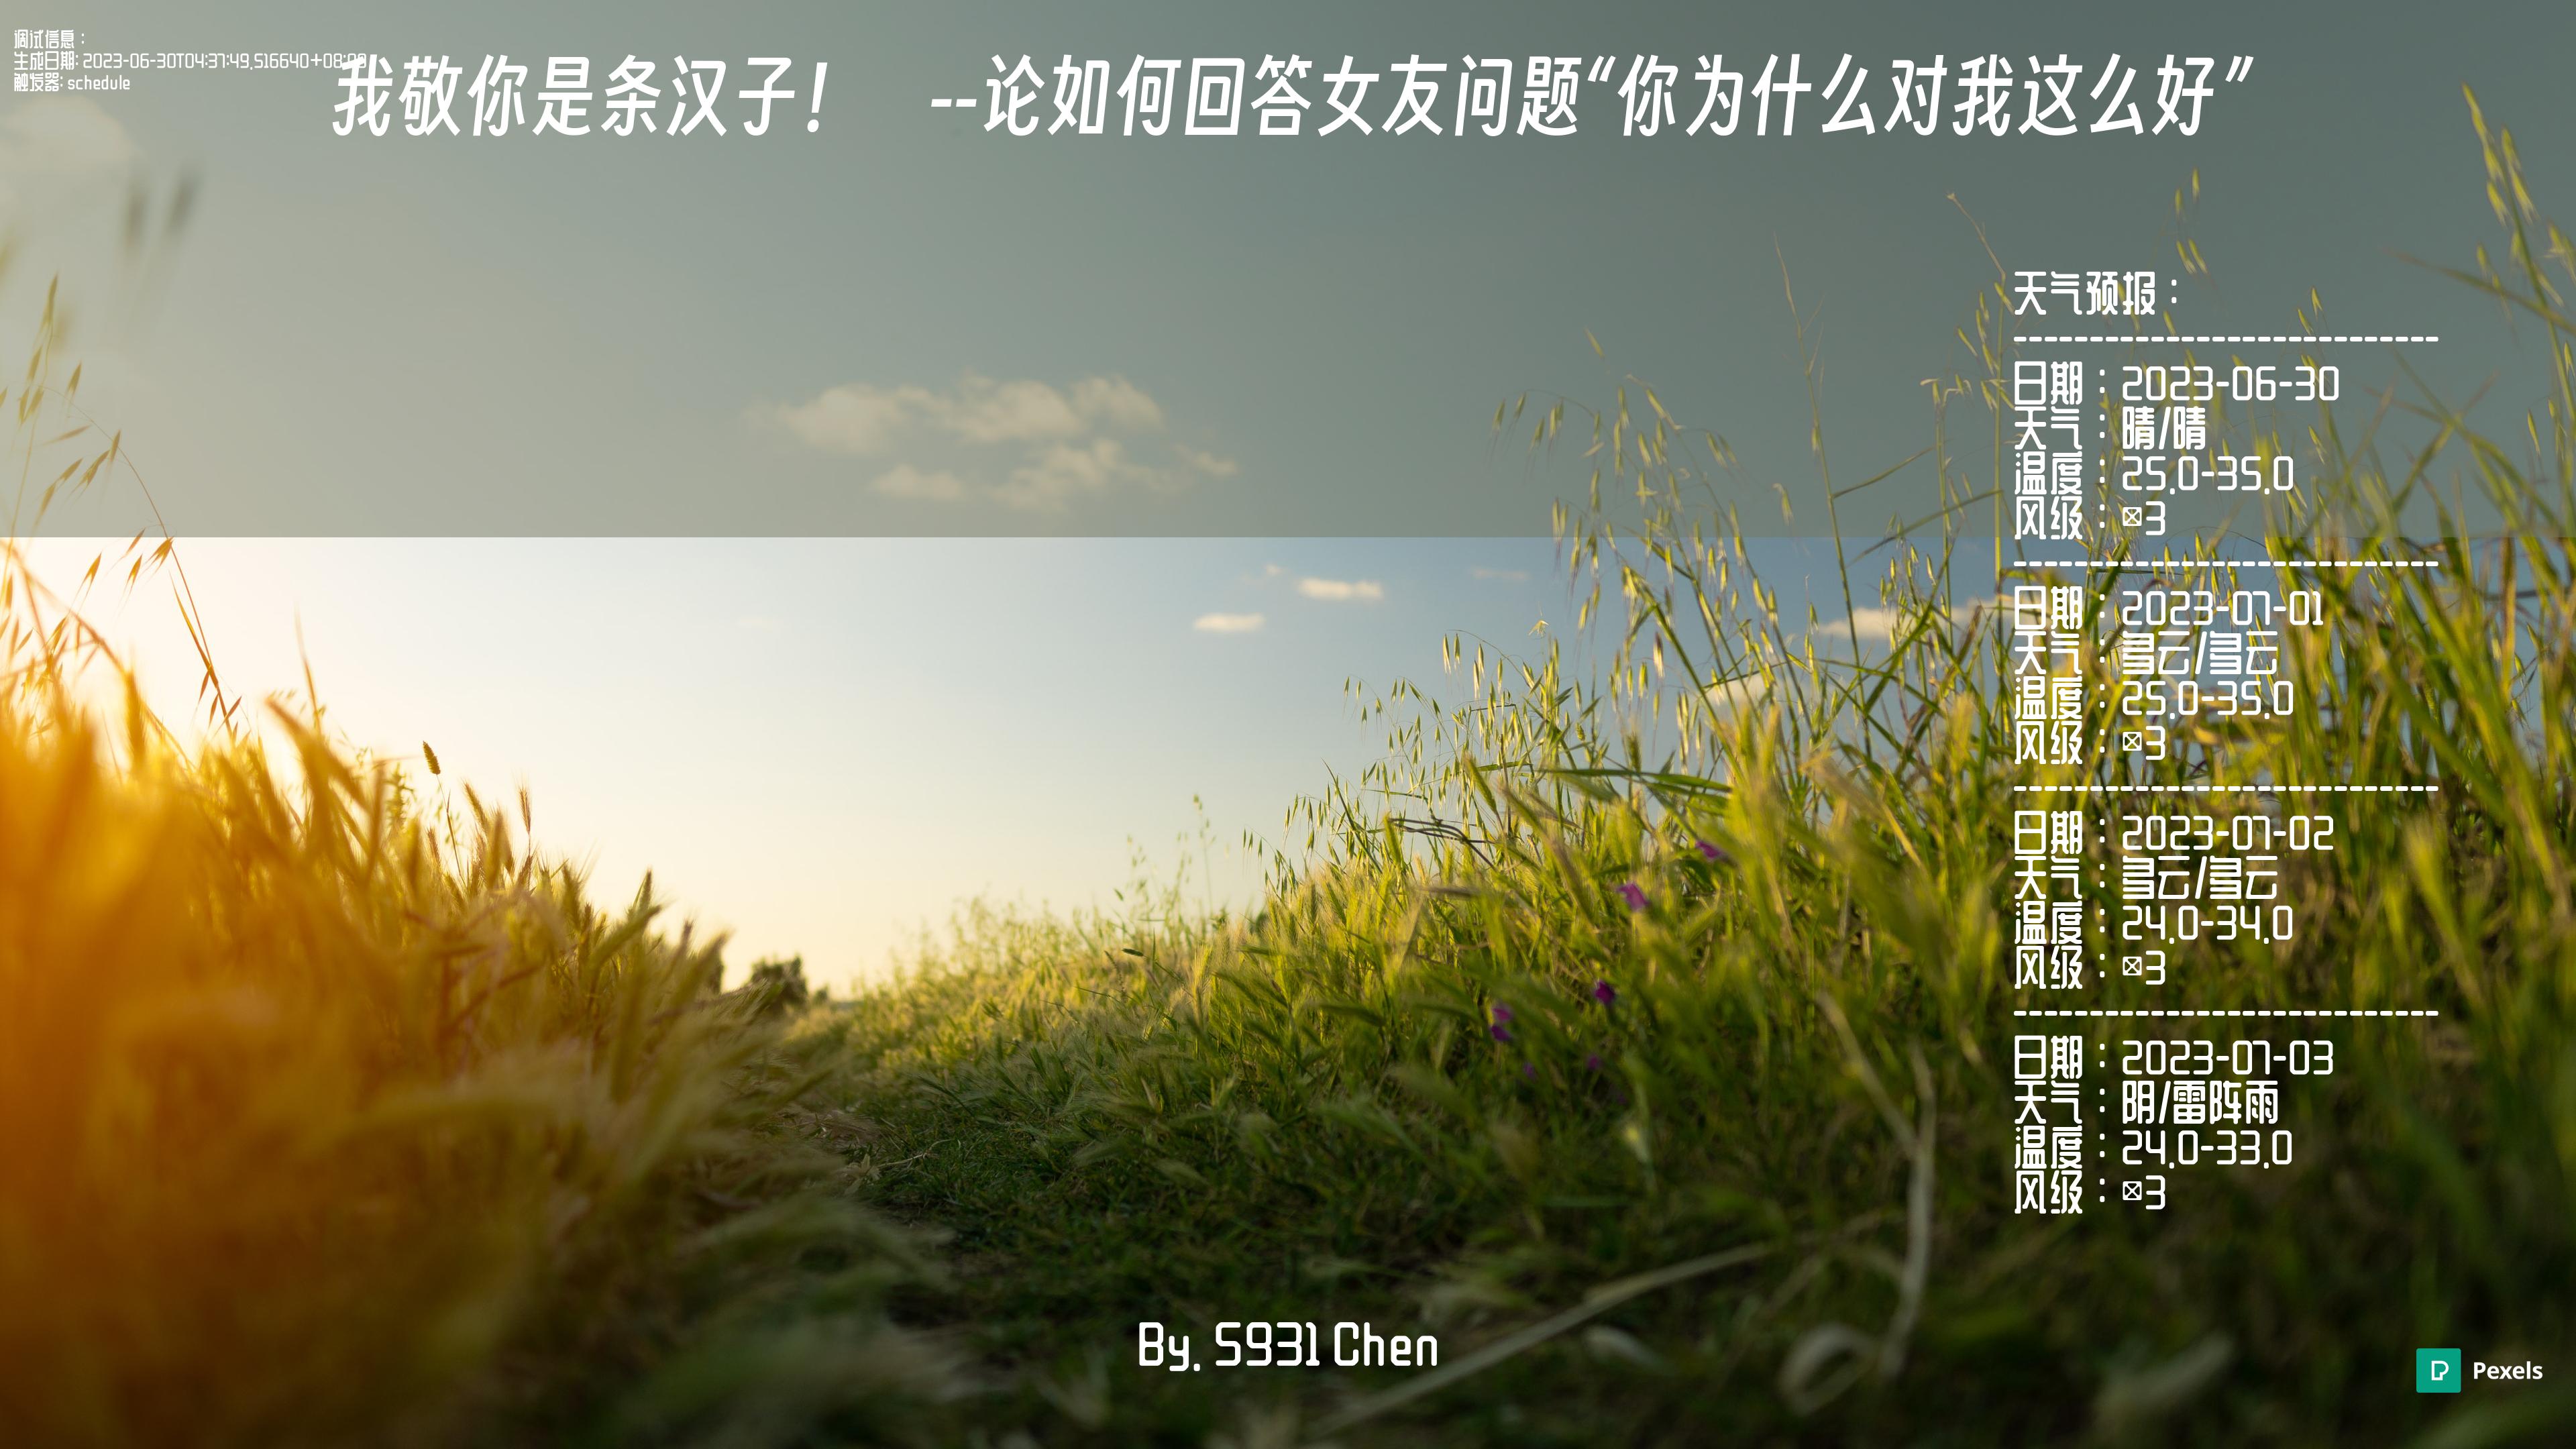 调试信息：
生成日期: 2023-06-30T04:37:49.516640+08:00
触发器: schedule
我敬你是条汉子！ --论如何回答女友问题“你为什么对我这么好”
天气预报：
----------------------------
日期：2023-06-30
天气：晴/晴
温度：25.0-35.0
风级：3
----------------------------
日期：2023-07-01
天气：多云/多云
温度：25.0-35.0
风级：3
----------------------------
日期：2023-07-02
天气：多云/多云
温度：24.0-34.0
风级：3
----------------------------
日期：2023-07-03
天气：阴/雷阵雨
温度：24.0-33.0
风级：3
By. S931 Chen
Pexels